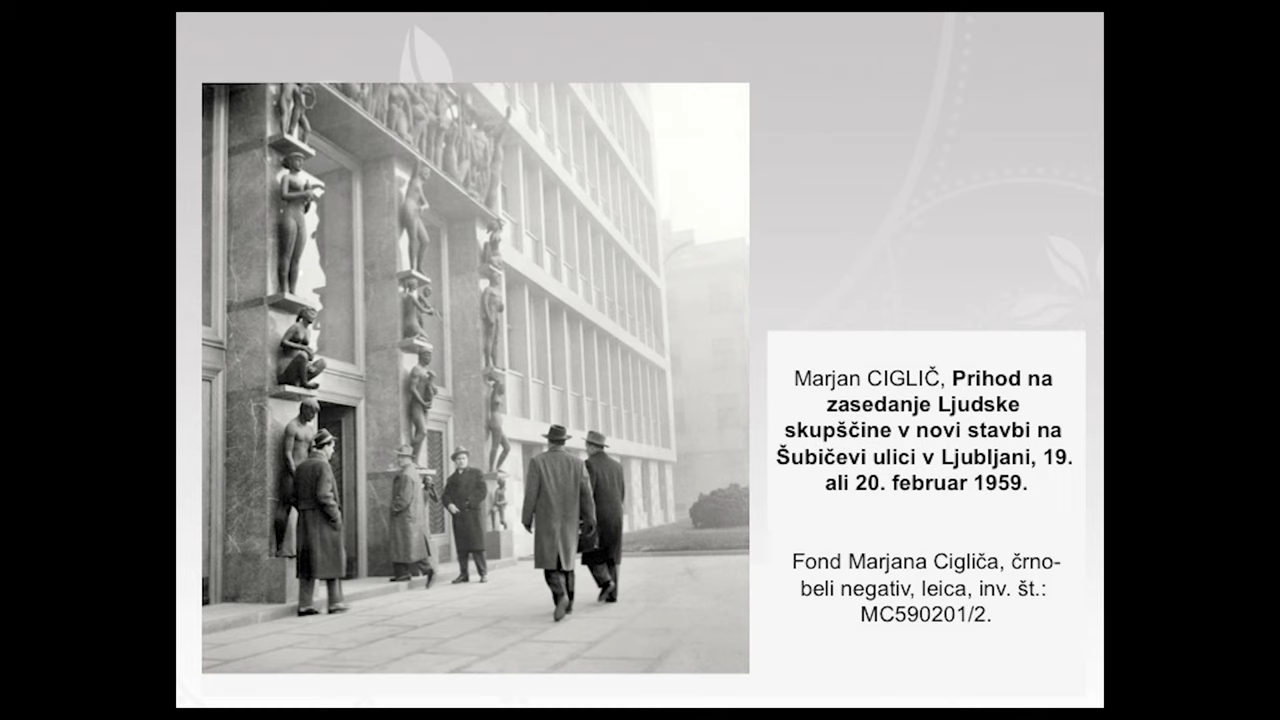 Marjan CIGLIČ, Prihod na
zasedanje Ljudske
skupščine v novi stavbi na
Šubičevi ulici v Ljubljani, 19.
ali 20. februar 1959.
Fond Marjana Cigliča, črno-
beli negativ, leica, inv. št.:
MC590201/2.